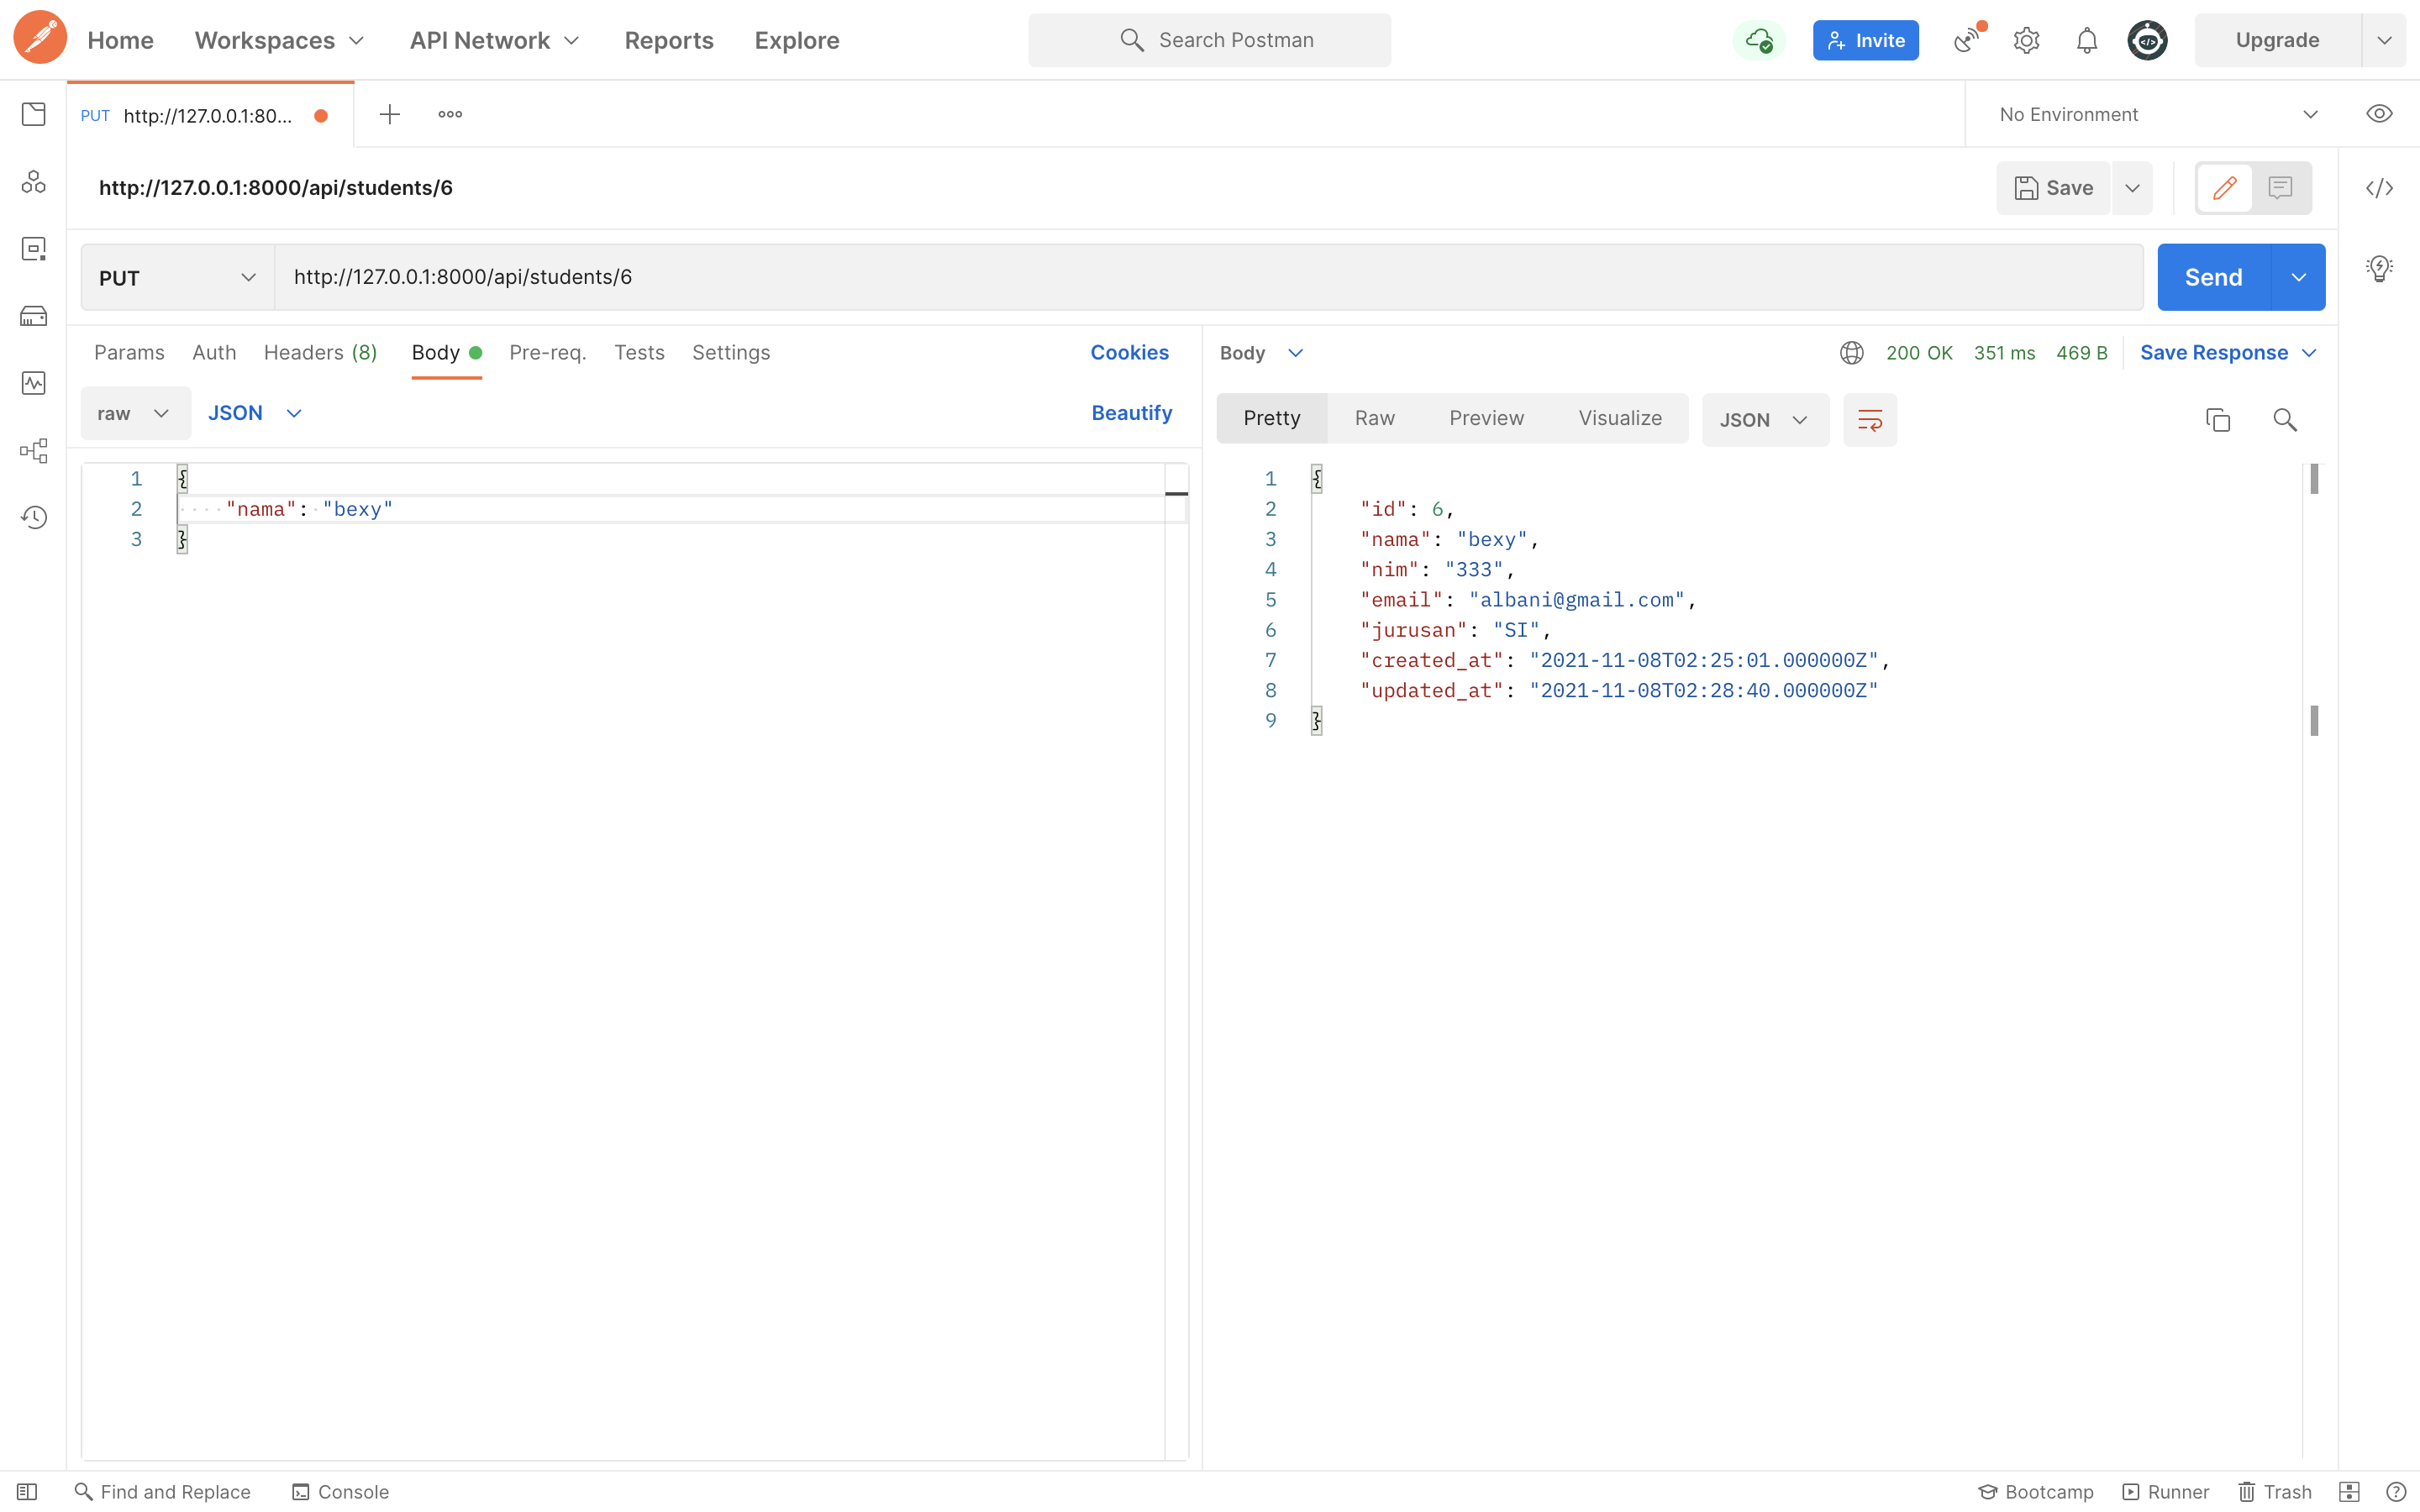 Home Workspaces API Network Reports Explore Search Postman Invite Upgrade
PUT http://127.0.0.1:80... No Environment
http://127.0.0.1:8000/api/students/6 Save
PUT http://127.0.0.1:8000/api/students/6 Send
Params Auth Headers (8) Body Pre-req. Tests Settings Cookies
raw JSON Beautify
1 {
2 "nama": "bexy"
3 }
Body 200 OK 351 ms 469 B Save Response
Pretty Raw Preview Visualize JSON
1 {
2 "id": 6,
3 "nama": "bexy",
4 "nim": "333",
5 "email": "albani@gmail.com",
6 "jurusan": "SI",
7 "created_at": "2021-11-08T02:25:01.000000Z",
8 "updated_at": "2021-11-08T02:28:40.000000Z"
9 }
Find and Replace Console Bootcamp Runner Trash